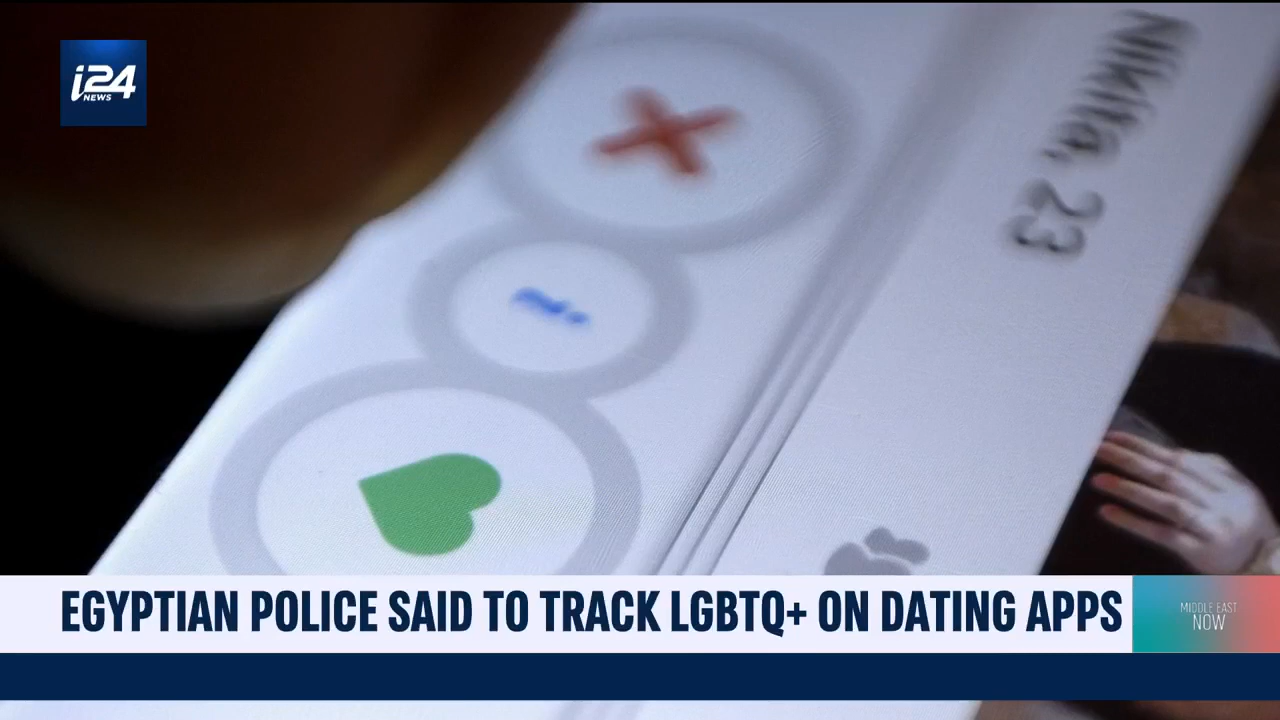 i24
NEWS
Nikita, 23
EGYPTIAN POLICE SAID TO TRACK LGBTQ+ ON DATING APPS
MIDDLE EAST
NOW